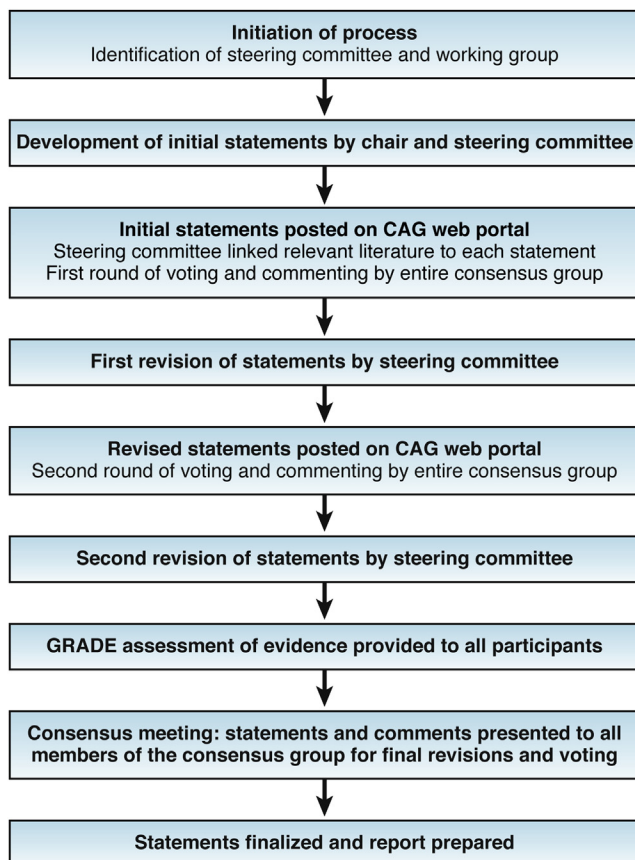 Initiation of process
Identification of steering committee and working group
Development of initial statements by chair and steering committee
Initial statements posted on CAG web portal
Steering committee linked relevant literature to each statement
First round of voting and commenting by entire consensus group
First revision of statements by steering committee
Revised statements posted on CAG web portal
Second round of voting and commenting by entire consensus group
Second revision of statements by steering committee
GRADE assessment of evidence provided to all participants
Consensus meeting: statements and comments presented to all
members of the consensus group for final revisions and voting
Statements finalized and report prepared